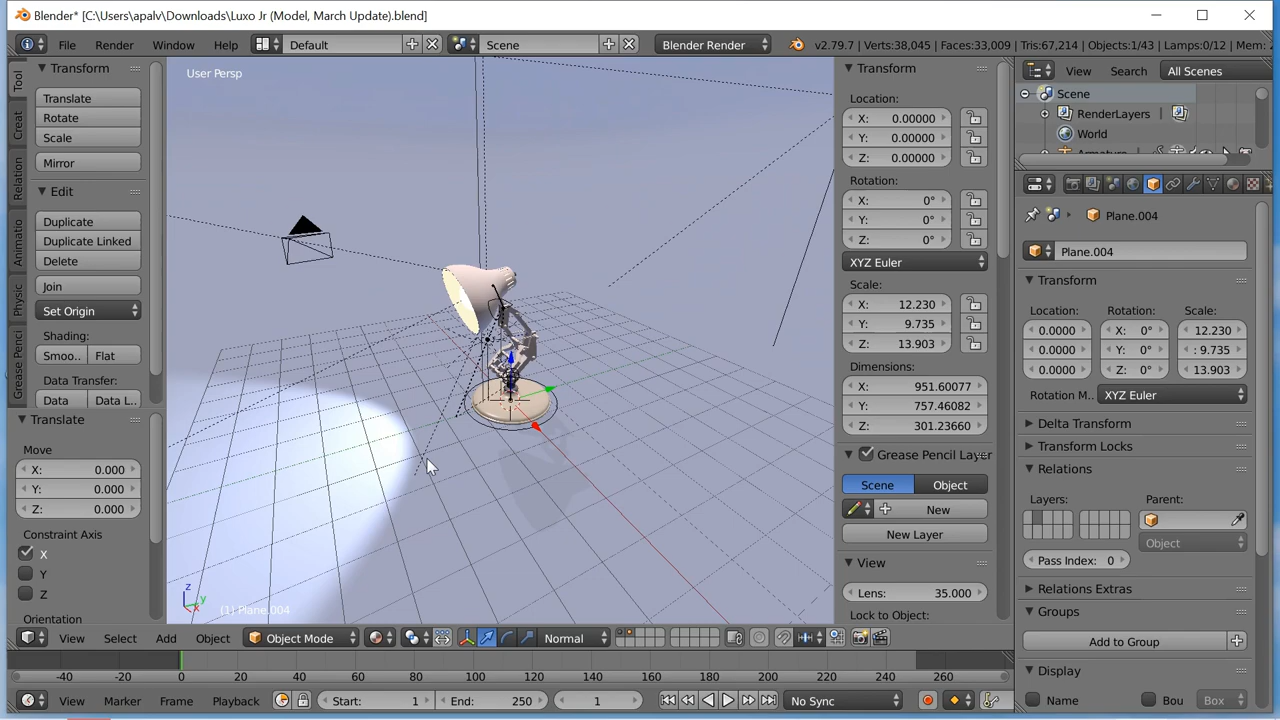 Blender* [C:\Users\apalv\Downloads\Luxo Jr (Model, March Update).blend]
File Render Window Help Default Scene Blender Render v2.79.7 | Verts:38,045 | Faces:33,009 | Tris:67,214 | Objects:1/43 | Lamps:0/12 | Mem:
Tool
Creat
Relation
Animatio
Physic
Grease Penci
Transform
Translate
Rotate
Scale
Mirror
Edit
Duplicate
Duplicate Linked
Delete
Join
Set Origin
Shading:
Smoo.. Flat
Data Transfer:
Data Data L..
Translate
Move
X: 0.000
Y: 0.000
Z: 0.000
Constraint Axis
X
Y
Z
Orientation
User Persp
z
y
x
(1) Plane.004
View Select Add Object Object Mode Normal
Transform
Location:
X: 0.00000
Y: 0.00000
Z: 0.00000
Rotation:
X: 0°
Y: 0°
Z: 0°
XYZ Euler
Scale:
X: 12.230
Y: 9.735
Z: 13.903
Dimensions:
X: 951.60077
Y: 757.46082
Z: 301.23660
Grease Pencil Layer
Scene Object
New
New Layer
View
Lens: 35.000
Lock to Object:
View Search All Scenes
Scene
RenderLayers |
World
Plane.004
Plane.004
Transform
Location: Rotation: Scale:
0.0000 X: 0° 12.230
0.0000 Y: 0° : 9.735
0.0000 Z: 0° 13.903
Rotation M.. XYZ Euler
Delta Transform
Transform Locks
Relations
Layers: Parent:
Object
Pass Index: 0
Relations Extras
Groups
Add to Group
Display
Name Bou Box
-40 -20 0 20 40 60 80 100 120 140 160 180 200 220 240 260
View Marker Frame Playback Start: 1 End: 250 1 No Sync